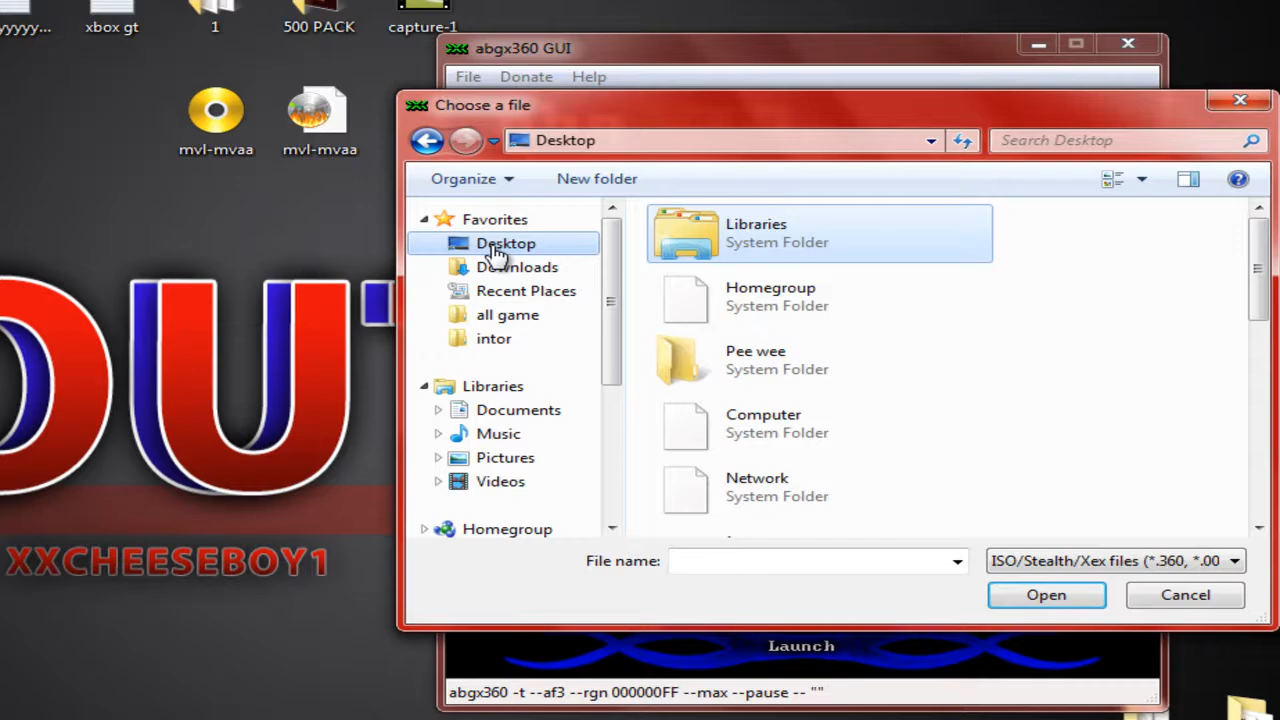 yyyyy...
xbox gt
1
500 PACK
capture-1
mvl-mvaa
mvl-mvaa
OUT
XXCHEESEBOY1
abgx360 GUI
File Donate Help
Choose a file
Desktop
Search Desktop
Organize
New folder
Favorites
Desktop
Downloads
Recent Places
all game
intor
Libraries
Documents
Music
Pictures
Videos
Homegroup
Libraries
System Folder
Homegroup
System Folder
Pee wee
System Folder
Computer
System Folder
Network
System Folder
File name:
ISO/Stealth/Xex files (*.360, *.00
Open
Cancel
Launch
abgx360 -t --af3 --rgn 000000FF --max --pause -- ""